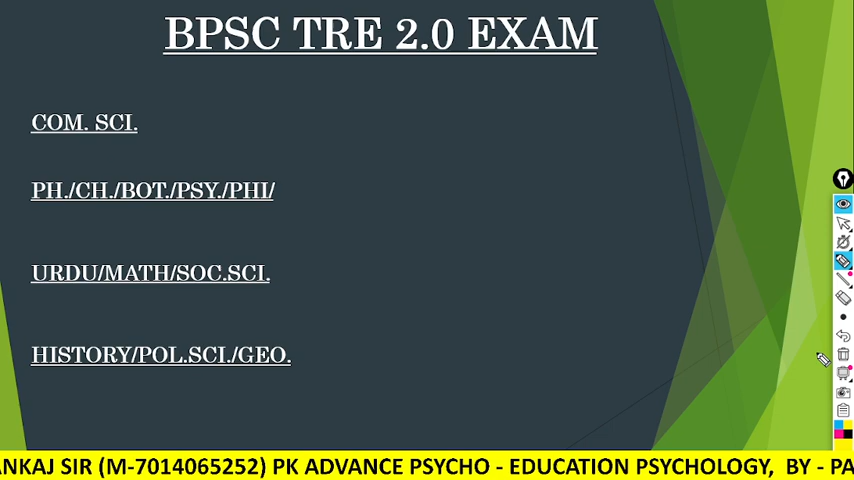 BPSC TRE 2.0 EXAM
COM. SCI.
PH./CH./BOT./PSY./PHI/
URDU/MATH/SOC.SCI.
HISTORY/POL.SCI./GEO.
ANKAJ SIR (M-7014065252) PK ADVANCE PSYCHO - EDUCATION PSYCHOLOGY, BY - PA